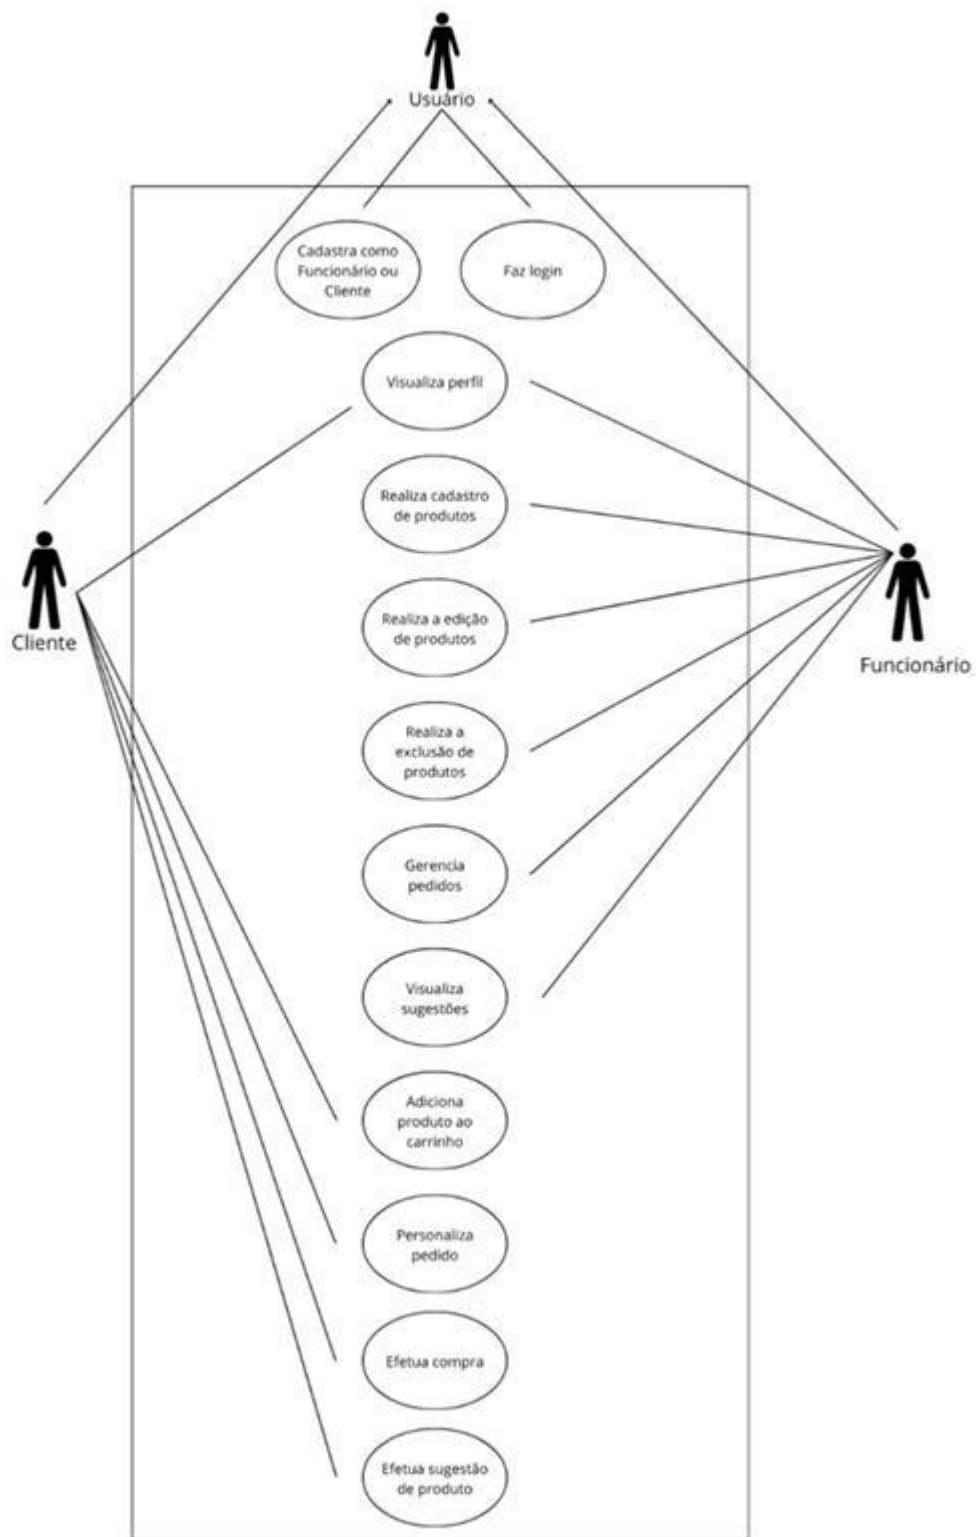 Usuário
Cadastra como
Funcionário ou
Cliente
Faz login
Visualiza perfil
Realiza cadastro
de produtos
Cliente
Realiza a edição
de produtos
Funcionário
Realiza a
exclusão de
produtos
Gerencia
pedidos
Visualiza
sugestões
Adiciona
produto ao
carrinho
Personaliza
pedido
Efetua compra
Efetua sugestão
de produto